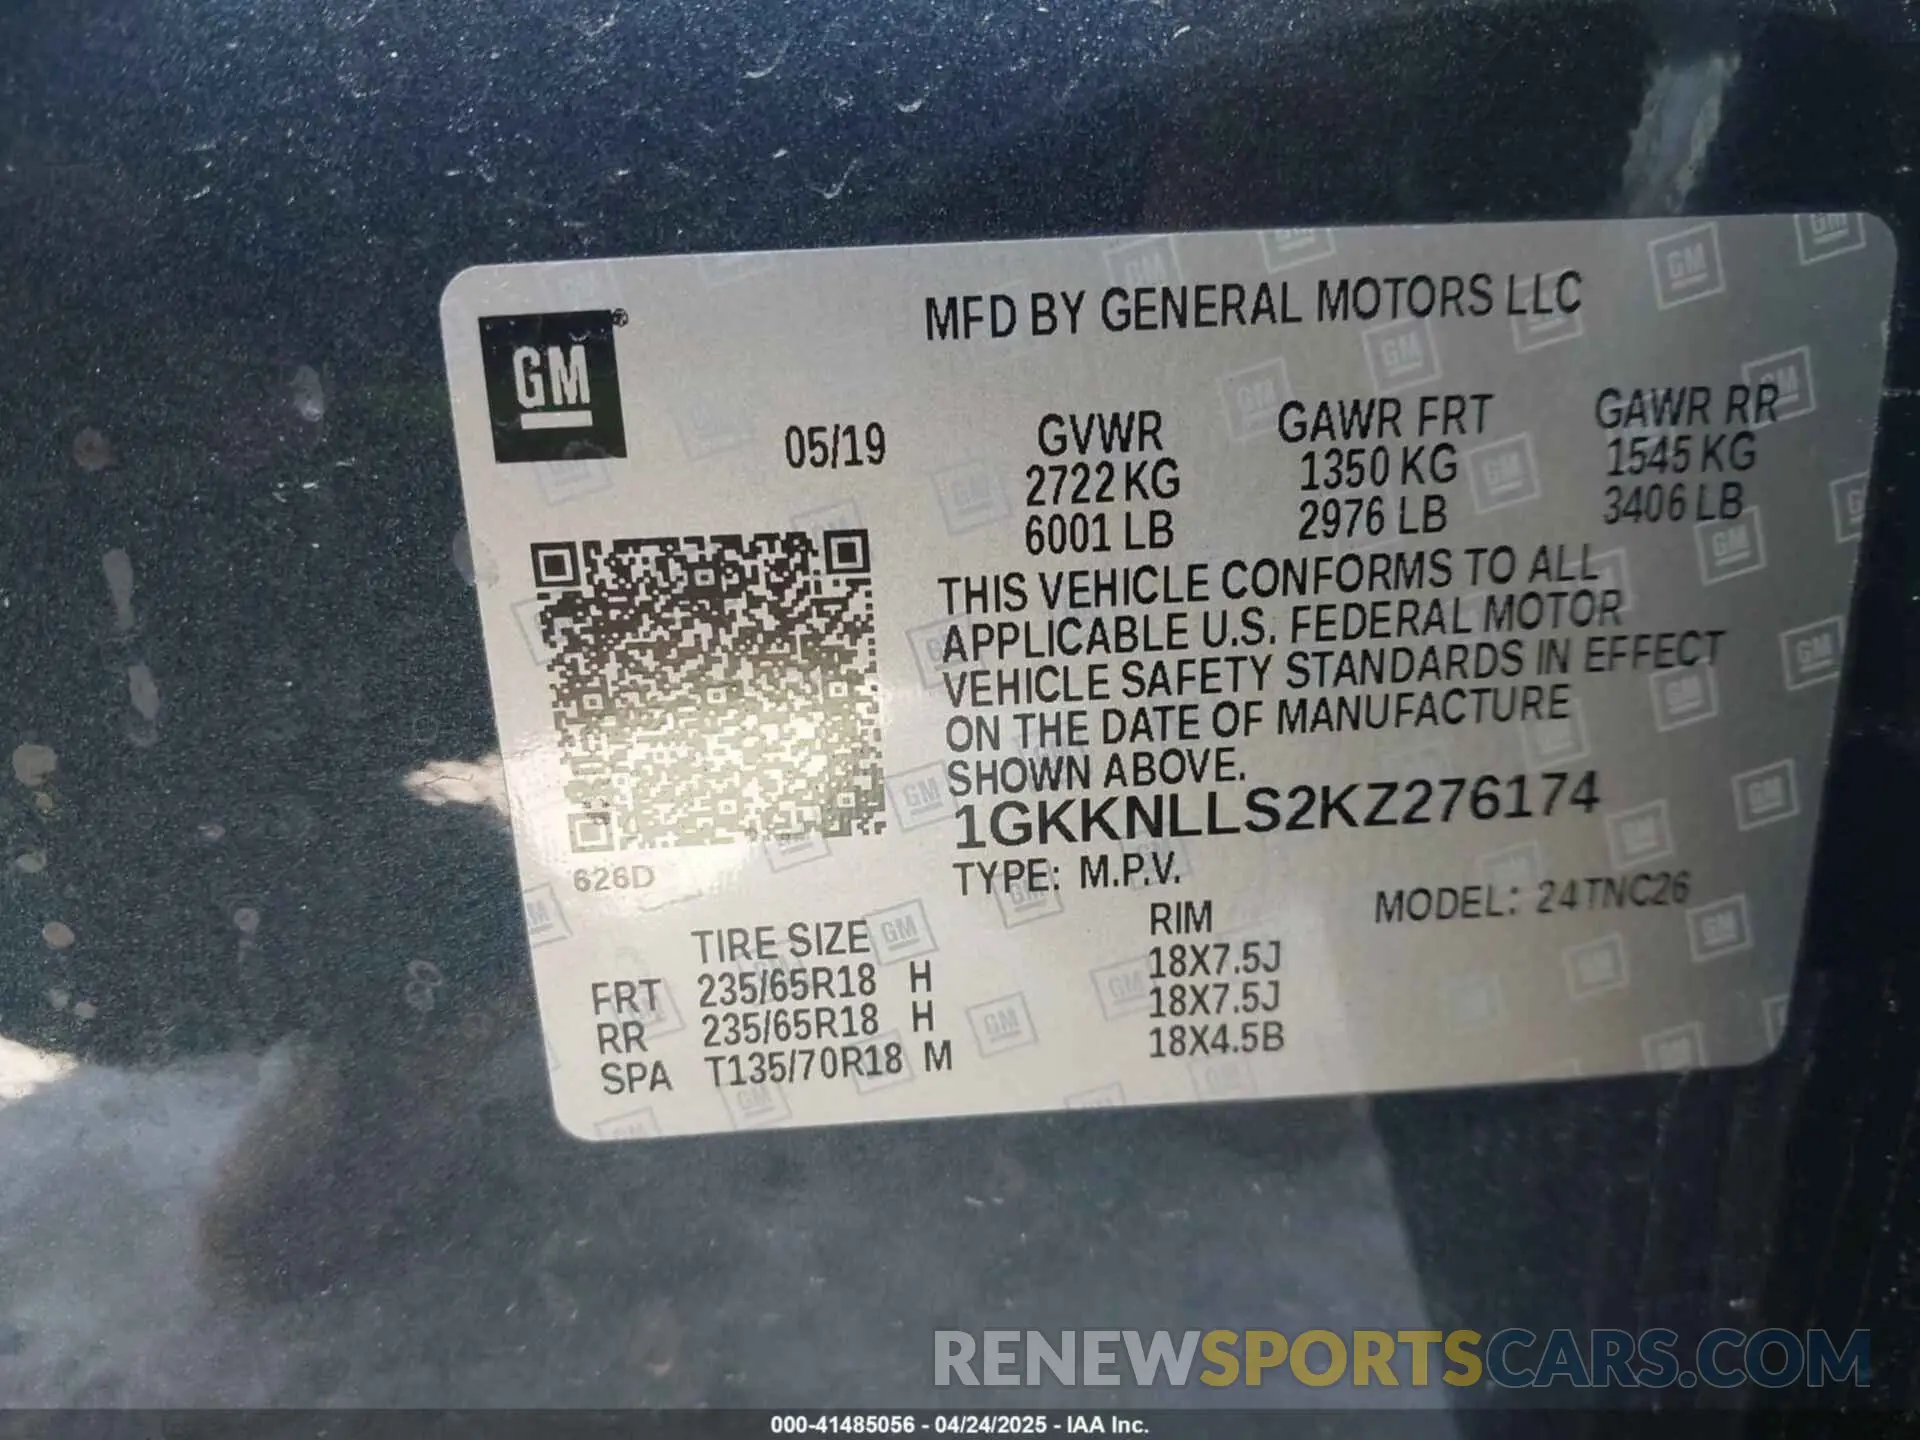 GM®
MFD BY GENERAL MOTORS LLC
05/19
GVWR GAWR FRT GAWR RR
2722 KG 1350 KG 1545 KG
6001 LB 2976 LB 3406 LB
THIS VEHICLE CONFORMS TO ALL
APPLICABLE U.S. FEDERAL MOTOR
VEHICLE SAFETY STANDARDS IN EFFECT
ON THE DATE OF MANUFACTURE
SHOWN ABOVE.
1GKKNLLS2KZ276174
626D
TYPE: M.P.V. MODEL: 24TNC26
TIRE SIZE RIM
FRT 235/65R18 H 18X7.5J
RR 235/65R18 H 18X7.5J
SPA T135/70R18 M 18X4.5B
RENEWSPORTSCARS.COM
000-41485056 - 04/24/2025 - IAA Inc.